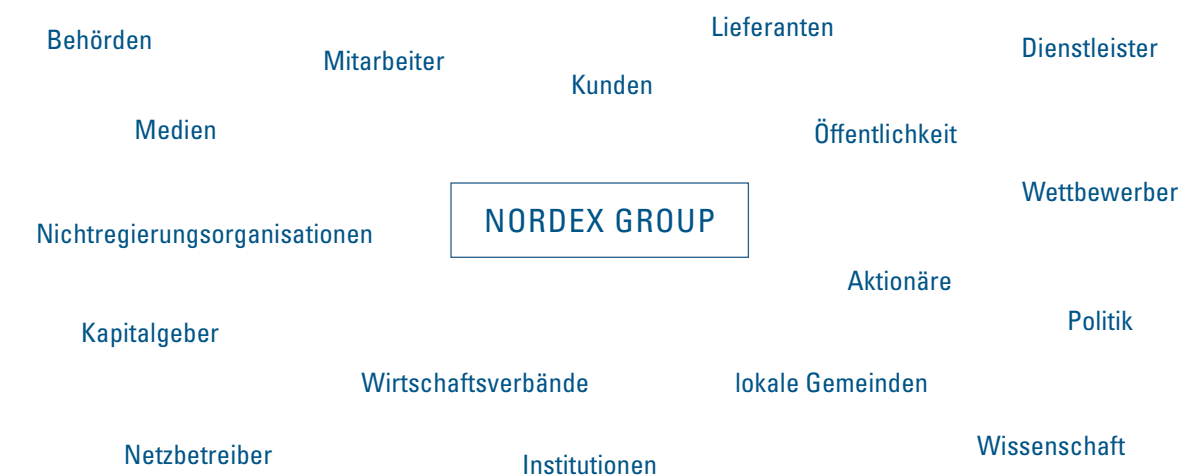 Lieferanten
Behörden
Dienstleister
Mitarbeiter
Kunden
Medien
Öffentlichkeit
Wettbewerber
NORDEX GROUP
Nichtregierungsorganisationen
Aktionäre
Politik
Kapitalgeber
Wirtschaftsverbände
lokale Gemeinden
Wissenschaft
Netzbetreiber
Institutionen